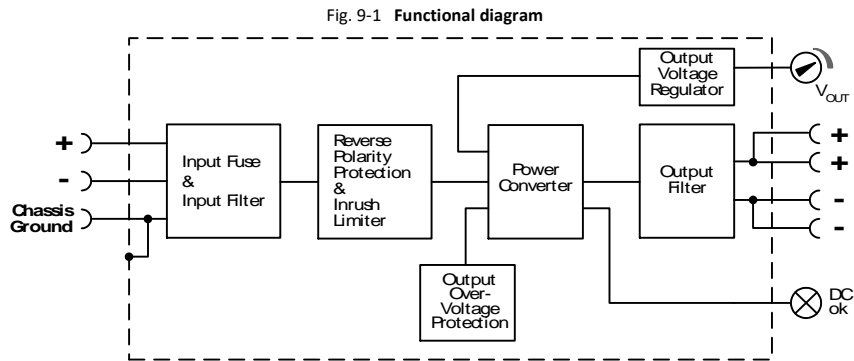 Fig. 9-1 Functional diagram
+
-
Chassis
Ground
Input Fuse
&
Input Filter
Reverse
Polarity
Protection
&
Inrush
Limiter
Power
Converter
Output
Over-
Voltage
Protection
Output
Voltage
Regulator
Output
Filter
VOUT
+
+
-
-
DC
ok